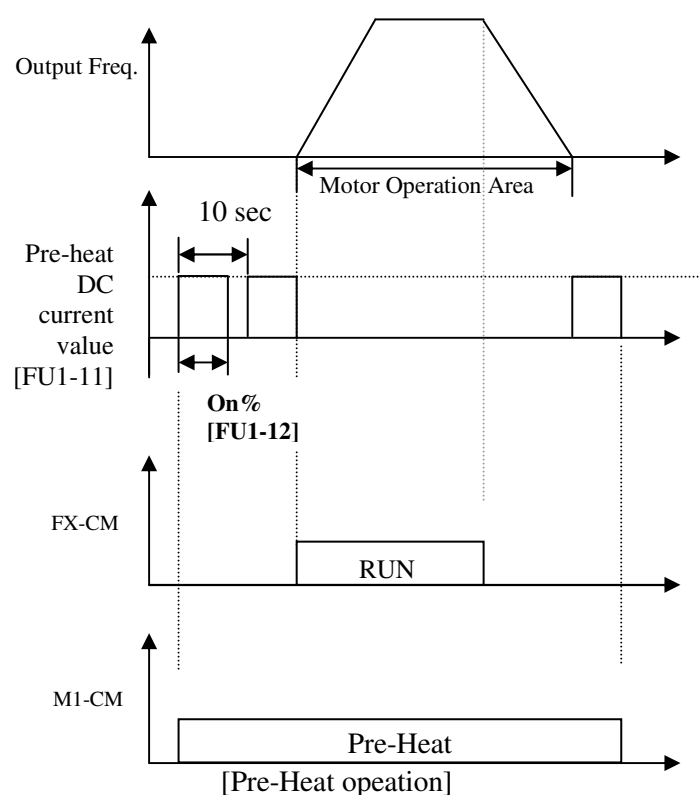 Output Freq.
Motor Operation Area
10 sec
Pre-heat
DC
current
value
[FU1-11]
On%
[FU1-12]
FX-CM
RUN
M1-CM
Pre-Heat
[Pre-Heat opeation]